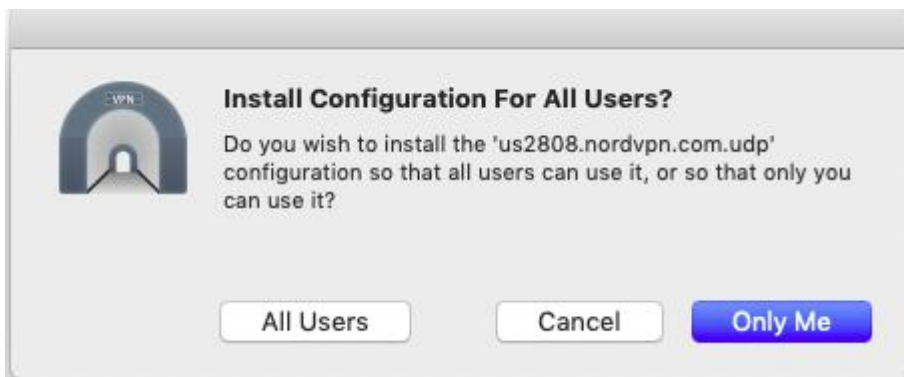 VPN
Install Configuration For All Users?
Do you wish to install the 'us2808.nordvpn.com.udp'
configuration so that all users can use it, or so that only you
can use it?
All Users
Cancel
Only Me